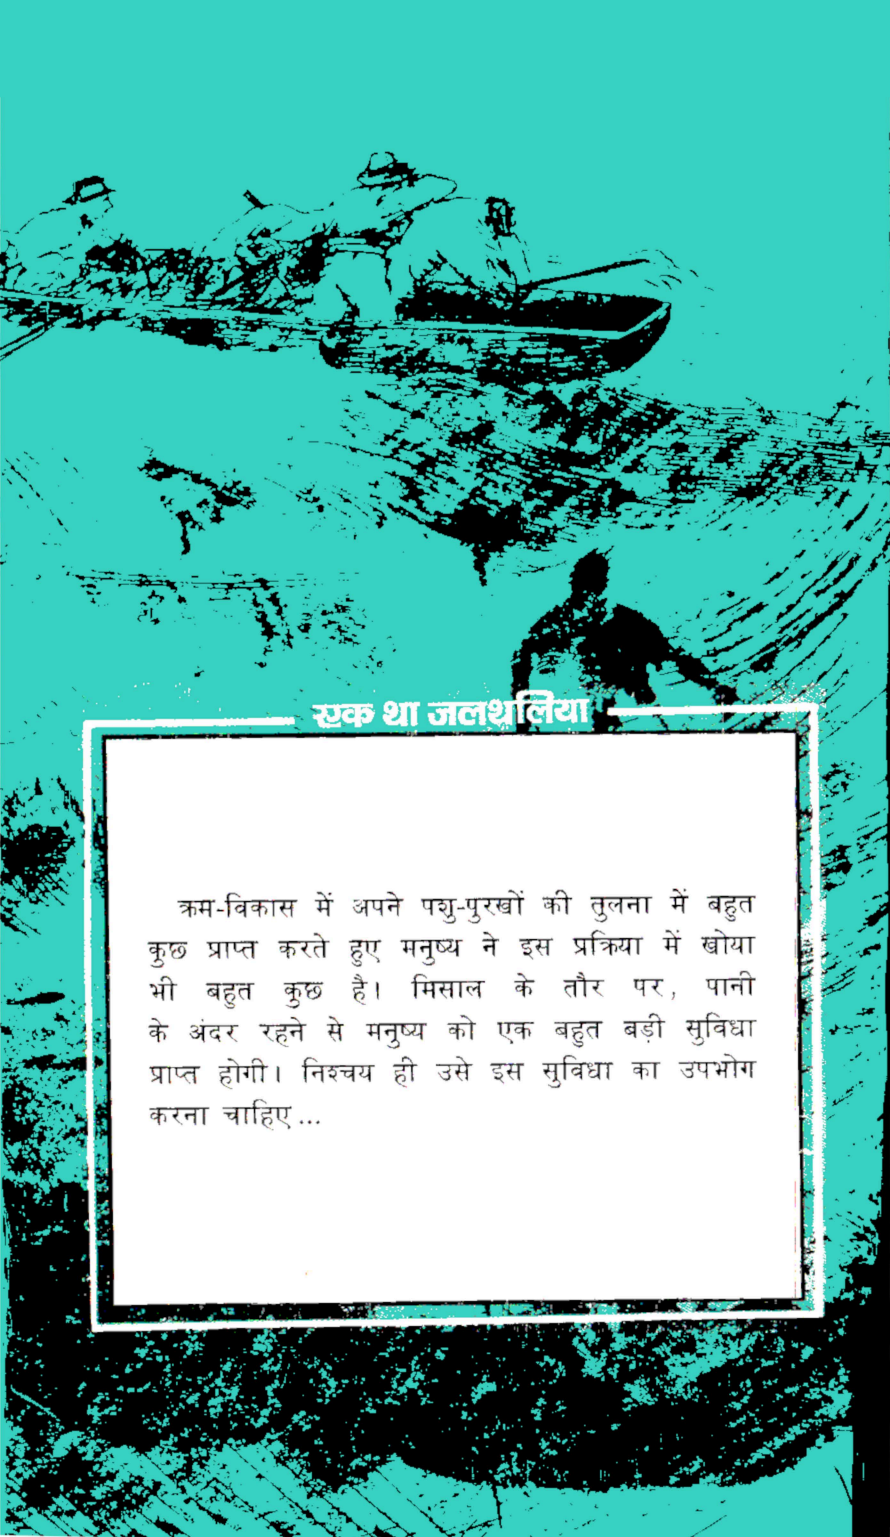 एक था जलथलिया
क्रम-विकास में अपने पशु-पुरखों की तुलना में बहुत
कुछ प्राप्त करते हुए मनुष्य ने इस प्रक्रिया में खोया
भी बहुत कुछ है। मिसाल के तौर पर, पानी
के अंदर रहने से मनुष्य को एक बहुत बड़ी सुविधा
प्राप्त होगी। निश्चय ही उसे इस सुविधा का उपभोग
करना चाहिए...